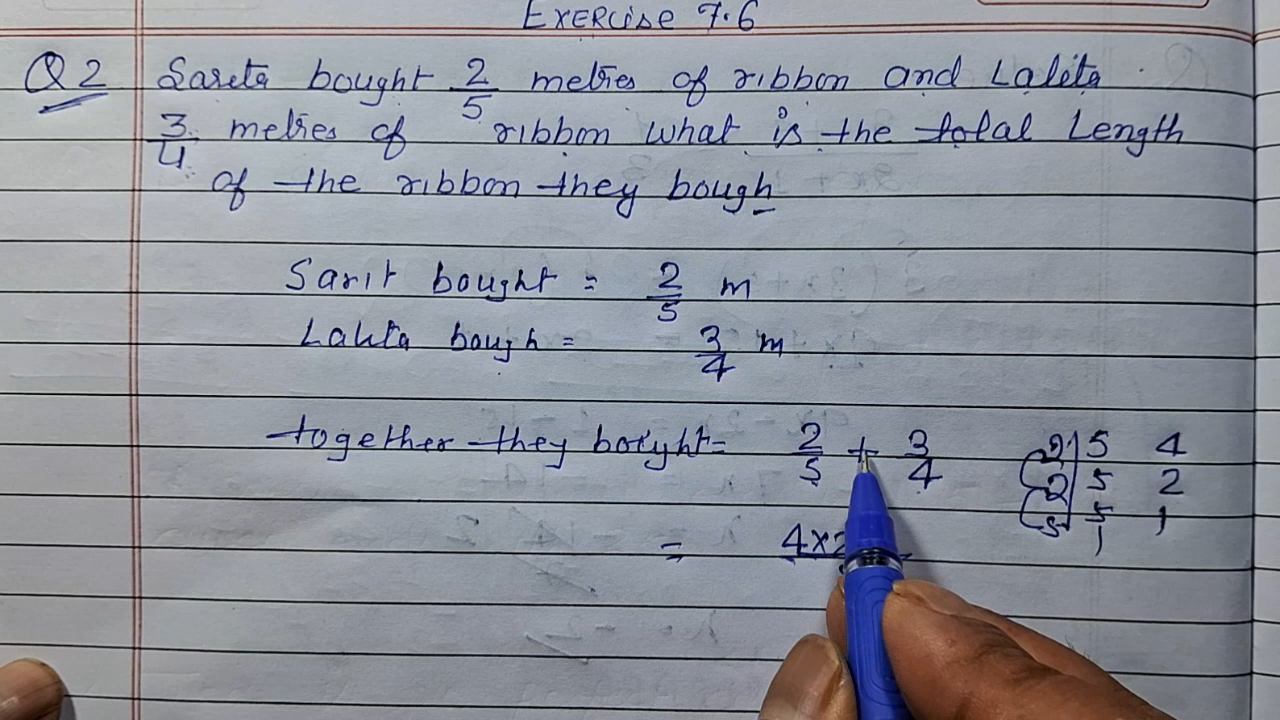 EXERCISE 7.6
Q2 Sarita bought 2/5 metres of ribbon and Lalita
3/4 metres of ribbon what is the total Length
of the ribbon they bough
Sarit bought = 2/5 m
Lalita bough = 3/4 m
together they bought = 2/5 + 3/4
2 | 5 4
2 | 5 2
5 | 5 1
1
= 4×2